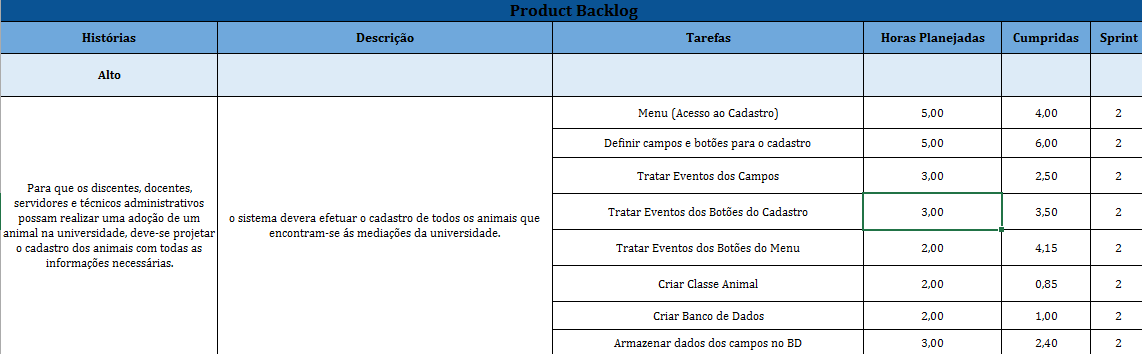 Product Backlog
Histórias Descrição Tarefas Horas Planejadas Cumpridas Sprint
Alto
Para que os discentes, docentes,
servidores e técnicos administrativos
possam realizar uma adoção de um
animal na universidade, deve-se projetar
o cadastro dos animais com todas as
informações necessárias.
o sistema devera efetuar o cadastro de todos os animais que
encontram-se ás mediações da universidade.
Menu (Acesso ao Cadastro) 5,00 4,00 2
Definir campos e botões para o cadastro 5,00 6,00 2
Tratar Eventos dos Campos 3,00 2,50 2
Tratar Eventos dos Botões do Cadastro 3,00 3,50 2
Tratar Eventos dos Botões do Menu 2,00 4,15 2
Criar Classe Animal 2,00 0,85 2
Criar Banco de Dados 2,00 1,00 2
Armazenar dados dos campos no BD 3,00 2,40 2